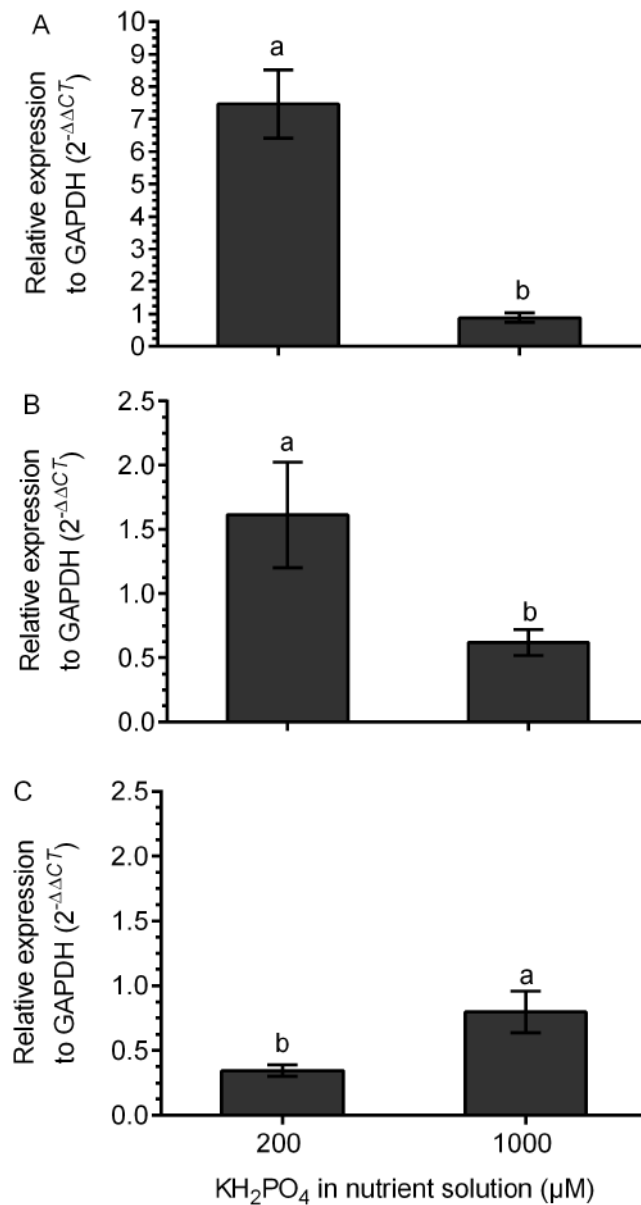 A
Relative expression
to GAPDH (2^-ΔΔCT)
10
9
8
7
6
5
4
3
2
1
0
a
b
B
Relative expression
to GAPDH (2^-ΔΔCT)
2.5
2.0
1.5
1.0
0.5
0.0
a
b
C
Relative expression
to GAPDH (2^-ΔΔCT)
2.5
2.0
1.5
1.0
0.5
0.0
b
a
200 1000
KH₂PO₄ in nutrient solution (µM)